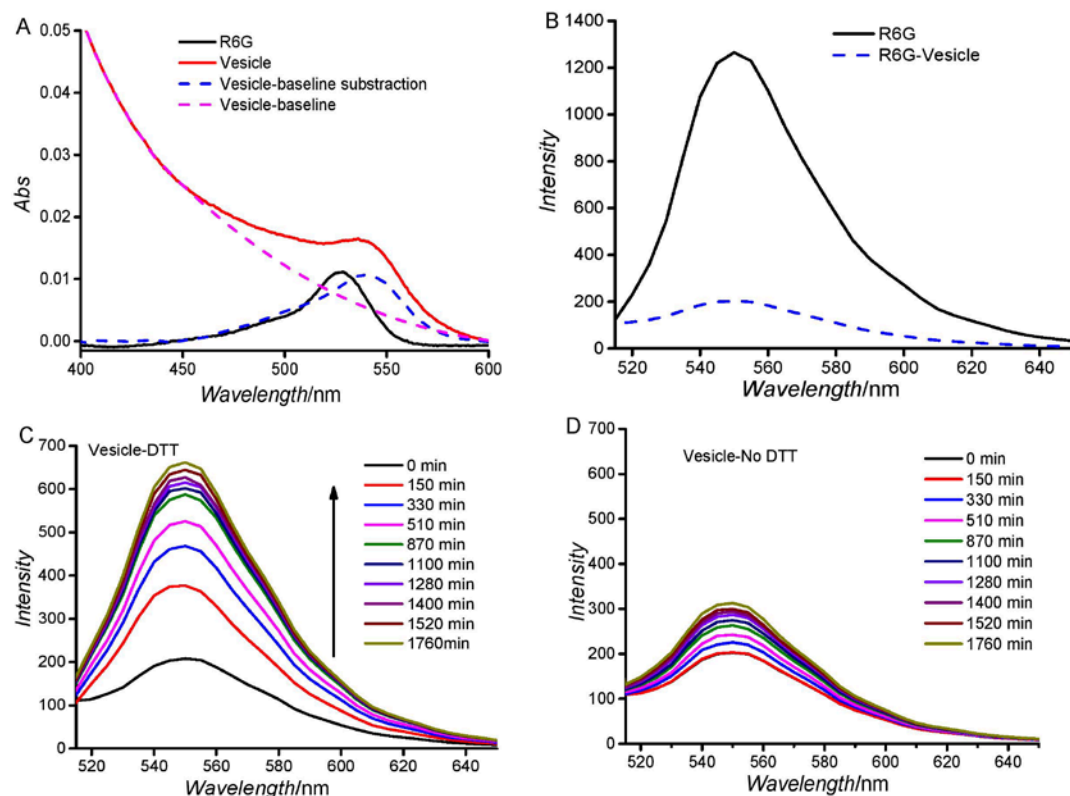 A
0.05
0.04
0.03
0.02
0.01
0.00
Abs
R6G
Vesicle
Vesicle-baseline substraction
Vesicle-baseline
400
450
500
550
600
Wavelength/nm
B
1400
1200
1000
800
600
400
200
0
Intensity
R6G
R6G-Vesicle
520
540
560
580
600
620
640
Wavelength/nm
C
Vesicle-DTT
700
600
500
400
300
200
100
0
Intensity
0 min
150 min
330 min
510 min
870 min
1100 min
1280 min
1400 min
1520 min
1760min
520
540
560
580
600
620
640
Wavelength/nm
D
Vesicle-No DTT
700
600
500
400
300
200
100
0
Intensity
0 min
150 min
330 min
510 min
870 min
1100 min
1280 min
1400 min
1520 min
1760 min
520
540
560
580
600
620
640
Wavelength/nm